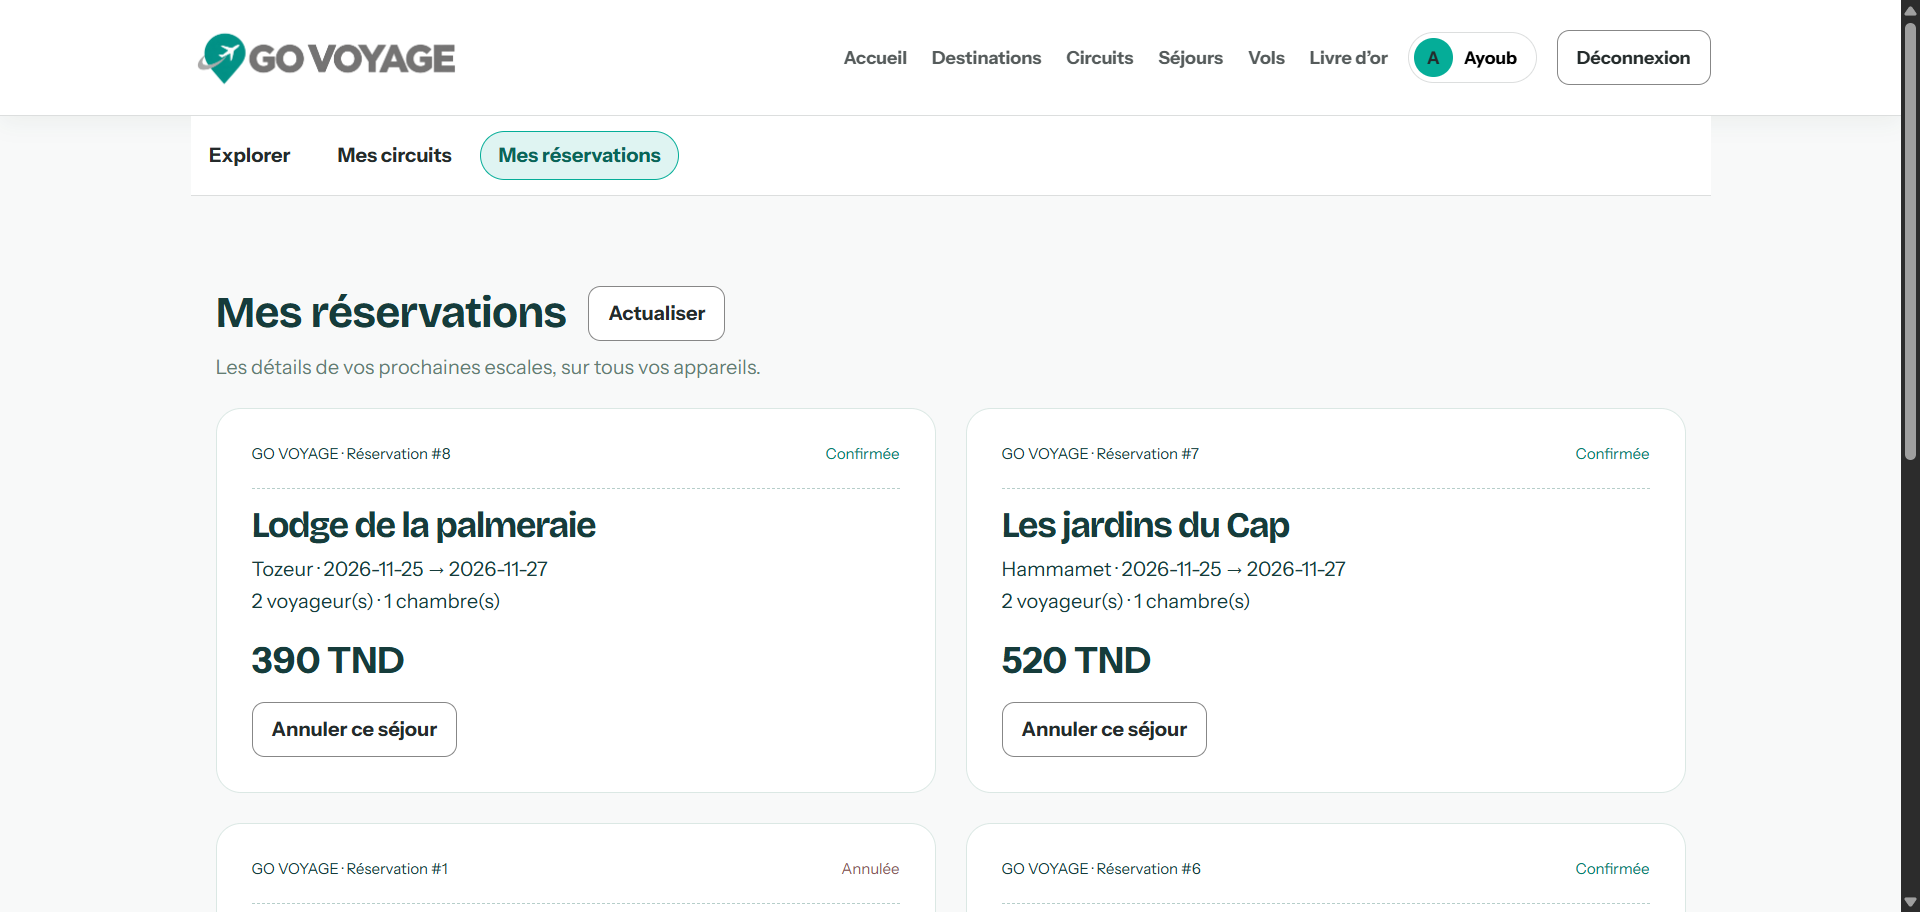 GO VOYAGE
Accueil
Destinations
Circuits
Séjours
Vols
Livre d’or
A
Ayoub
Déconnexion
Explorer
Mes circuits
Mes réservations
Mes réservations
Actualiser
Les détails de vos prochaines escales, sur tous vos appareils.
GO VOYAGE · Réservation #8
Confirmée
Lodge de la palmeraie
Tozeur · 2026-11-25 → 2026-11-27
2 voyageur(s) · 1 chambre(s)
390 TND
Annuler ce séjour
GO VOYAGE · Réservation #7
Confirmée
Les jardins du Cap
Hammamet · 2026-11-25 → 2026-11-27
2 voyageur(s) · 1 chambre(s)
520 TND
Annuler ce séjour
GO VOYAGE · Réservation #1
Annulée
GO VOYAGE · Réservation #6
Confirmée